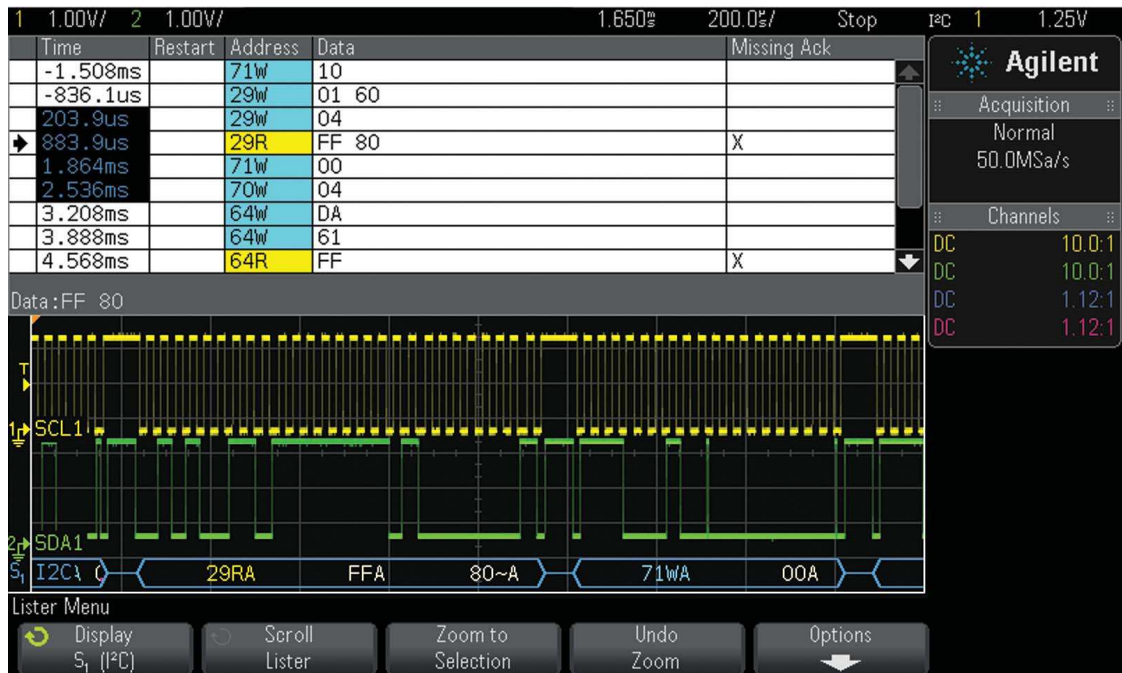 1 1.00V/ 2 1.00V/ 1.650ms 200.0us/ Stop I²C 1 1.25V
Time Restart Address Data Missing Ack
-1.508ms 71W 10
-836.1us 29W 01 60
203.9us 29W 04
883.9us 29R FF 80 X
1.864ms 71W 00
2.536ms 70W 04
3.208ms 64W DA
3.888ms 64W 61
4.568ms 64R FF X
Data:FF 80
Agilent
Acquisition
Normal
50.0MSa/s
Channels
DC 10.0:1
DC 10.0:1
DC 1.12:1
DC 1.12:1
T
1 SCL1
2 SDA1
S₁ I2C 29RA FFA 80~A 71WA 00A
Lister Menu
Display
S₁ (I²C)
Scroll
Lister
Zoom to
Selection
Undo
Zoom
Options